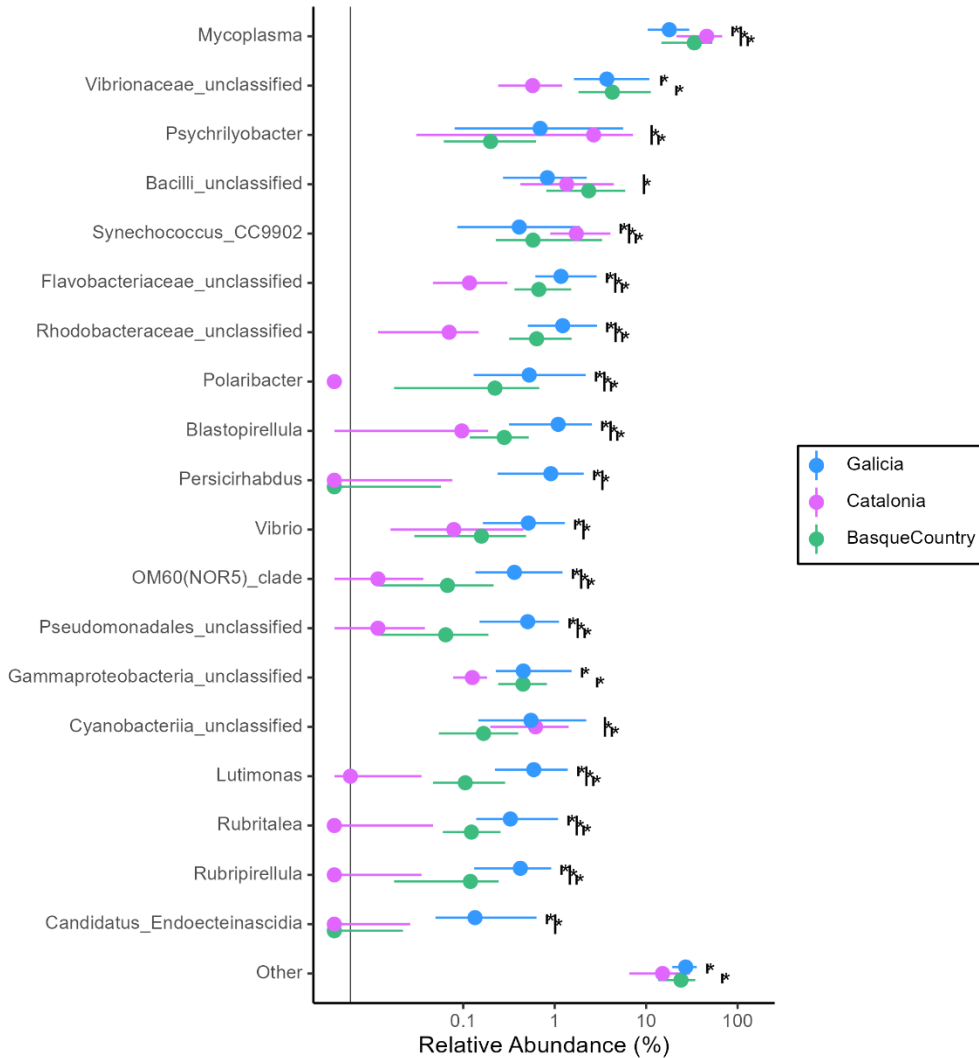 Mycoplasma
Vibrionaceae_unclassified
Psychrilyobacter
Bacilli_unclassified
Synechococcus_CC9902
Flavobacteriaceae_unclassified
Rhodobacteraceae_unclassified
Polaribacter
Blastopirellula
Persicirhabdus
Vibrio
OM60(NOR5)_clade
Pseudomonadales_unclassified
Gammaproteobacteria_unclassified
Cyanobacteriia_unclassified
Lutimonas
Rubritalea
Rubripirellula
Candidatus_Endoecteinascidia
Other
Galicia
Catalonia
BasqueCountry
0.1 1 10 100
Relative Abundance (%)